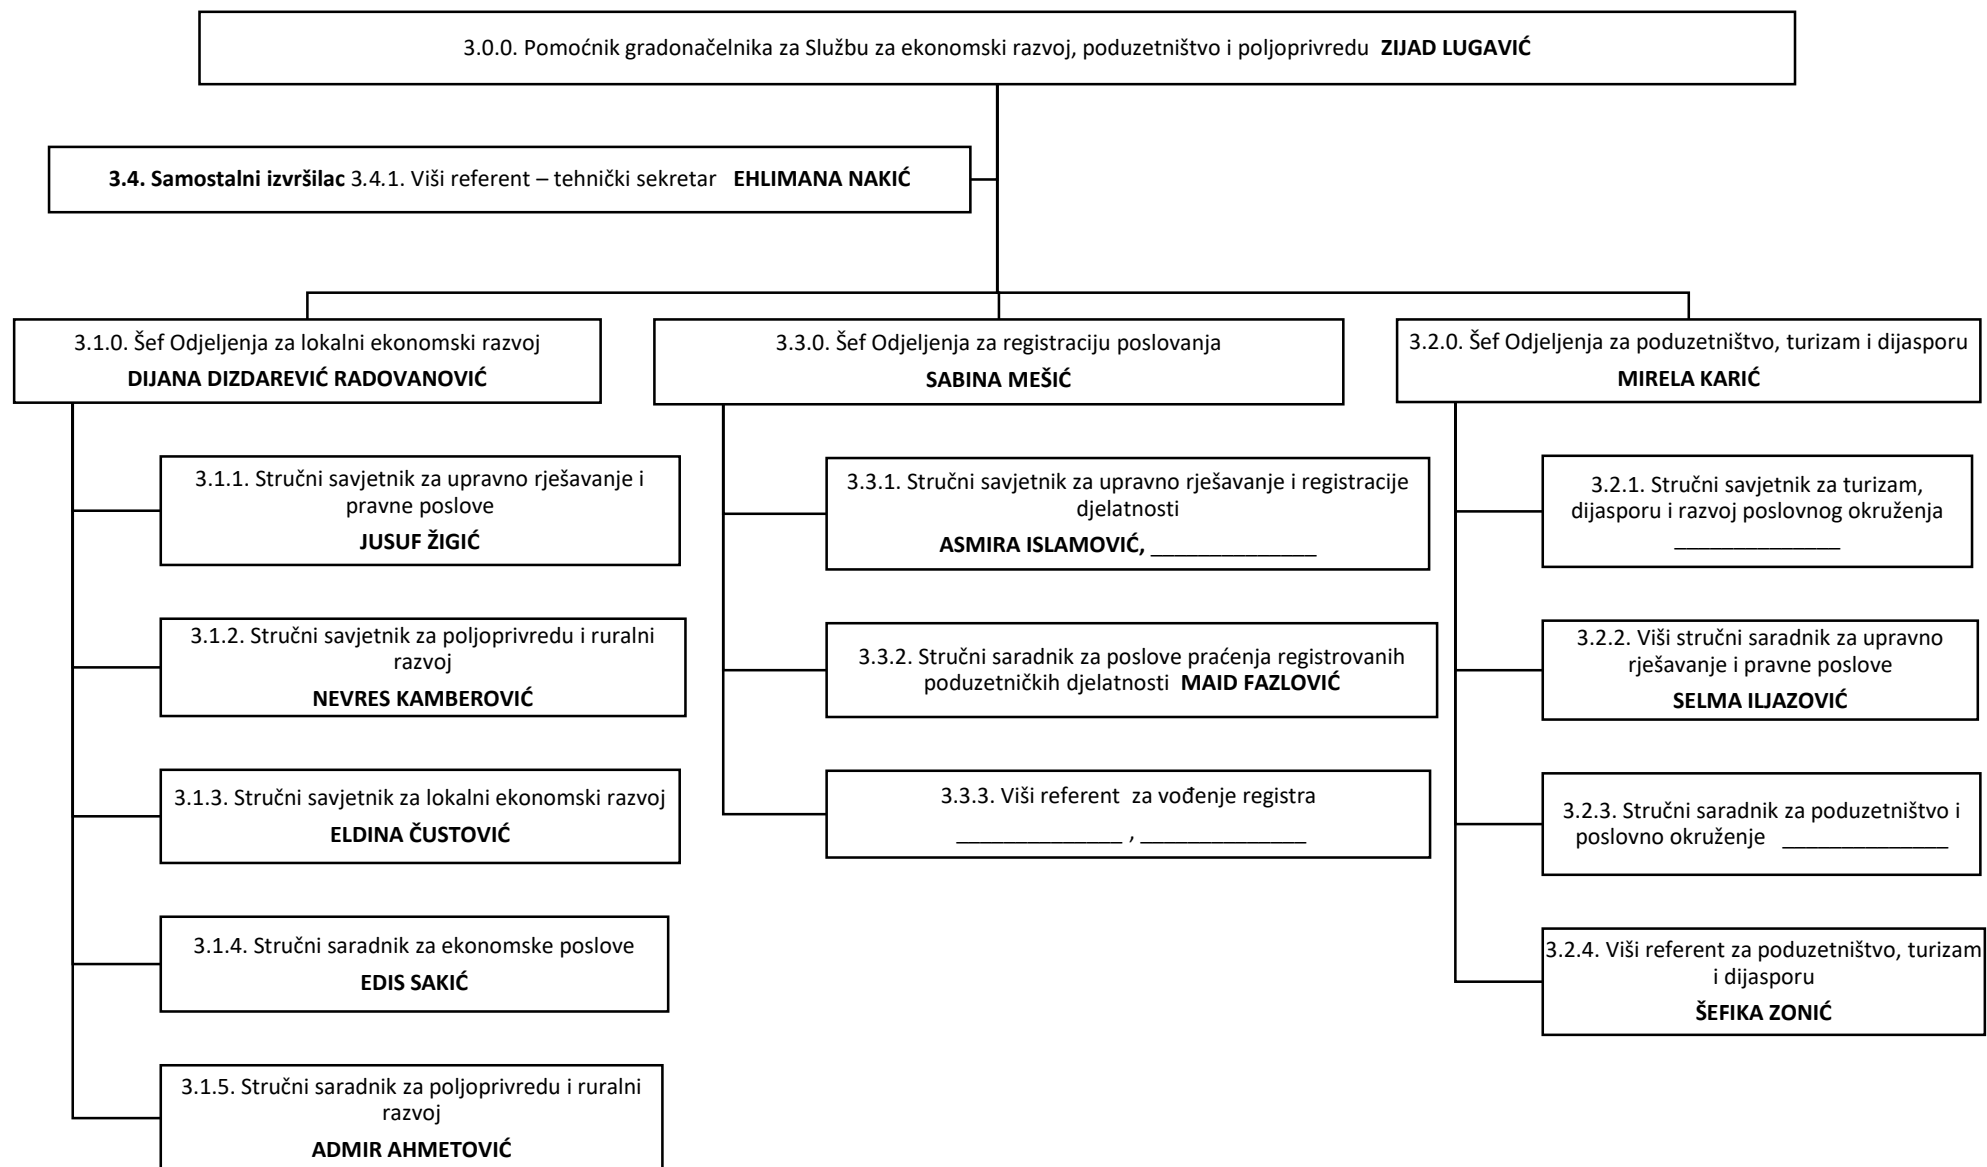 3.0.0. Pomoćnik gradonačelnika za Službu za ekonomski razvoj, poduzetništvo i poljoprivredu  ZIJAD LUGAVIĆ
3.4. Samostalni izvršilac 3.4.1. Viši referent – tehnički sekretar  EHLIMANA NAKIĆ
3.1.0. Šef Odjeljenja za lokalni ekonomski razvoj
DIJANA DIZDAREVIĆ RADOVANOVIĆ
3.1.1. Stručni savjetnik za upravno rješavanje i
pravne poslove
JUSUF ŽIGIĆ
3.1.2. Stručni savjetnik za poljoprivredu i ruralni
razvoj
NEVRES KAMBEROVIĆ
3.1.3. Stručni savjetnik za lokalni ekonomski razvoj
ELDINA ČUSTOVIĆ
3.1.4. Stručni saradnik za ekonomske poslove
EDIS SAKIĆ
3.1.5. Stručni saradnik za poljoprivredu i ruralni
razvoj
ADMIR AHMETOVIĆ
3.3.0. Šef Odjeljenja za registraciju poslovanja
SABINA MEŠIĆ
3.3.1. Stručni savjetnik za upravno rješavanje i registracije
djelatnosti
ASMIRA ISLAMOVIĆ, ______________
3.3.2. Stručni saradnik za poslove praćenja registrovanih
poduzetničkih djelatnosti  MAID FAZLOVIĆ
3.3.3. Viši referent  za vođenje registra
______________ , ______________
3.2.0. Šef Odjeljenja za poduzetništvo, turizam i dijasporu
MIRELA KARIĆ
3.2.1. Stručni savjetnik za turizam,
dijasporu i razvoj poslovnog okruženja
______________
3.2.2. Viši stručni saradnik za upravno
rješavanje i pravne poslove
SELMA ILJAZOVIĆ
3.2.3. Stručni saradnik za poduzetništvo i
poslovno okruženje  ______________
3.2.4. Viši referent za poduzetništvo, turizam
i dijasporu
ŠEFIKA ZONIĆ